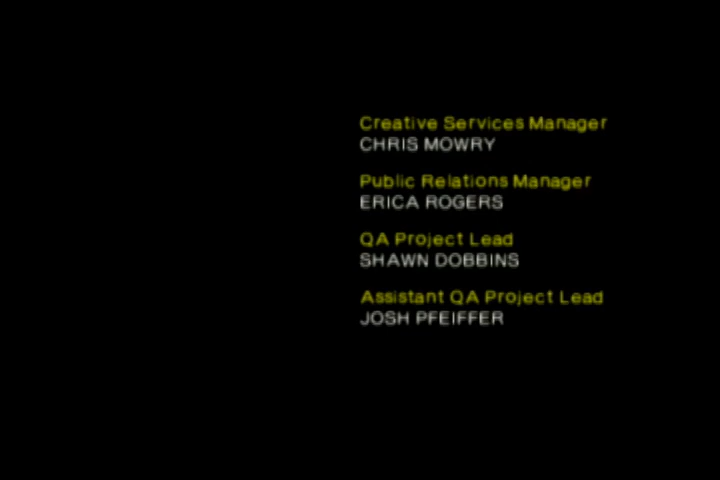 Creative Services Manager
CHRIS MOWRY
Public Relations Manager
ERICA ROGERS
QA Project Lead
SHAWN DOBBINS
Assistant QA Project Lead
JOSH PFEIFFER